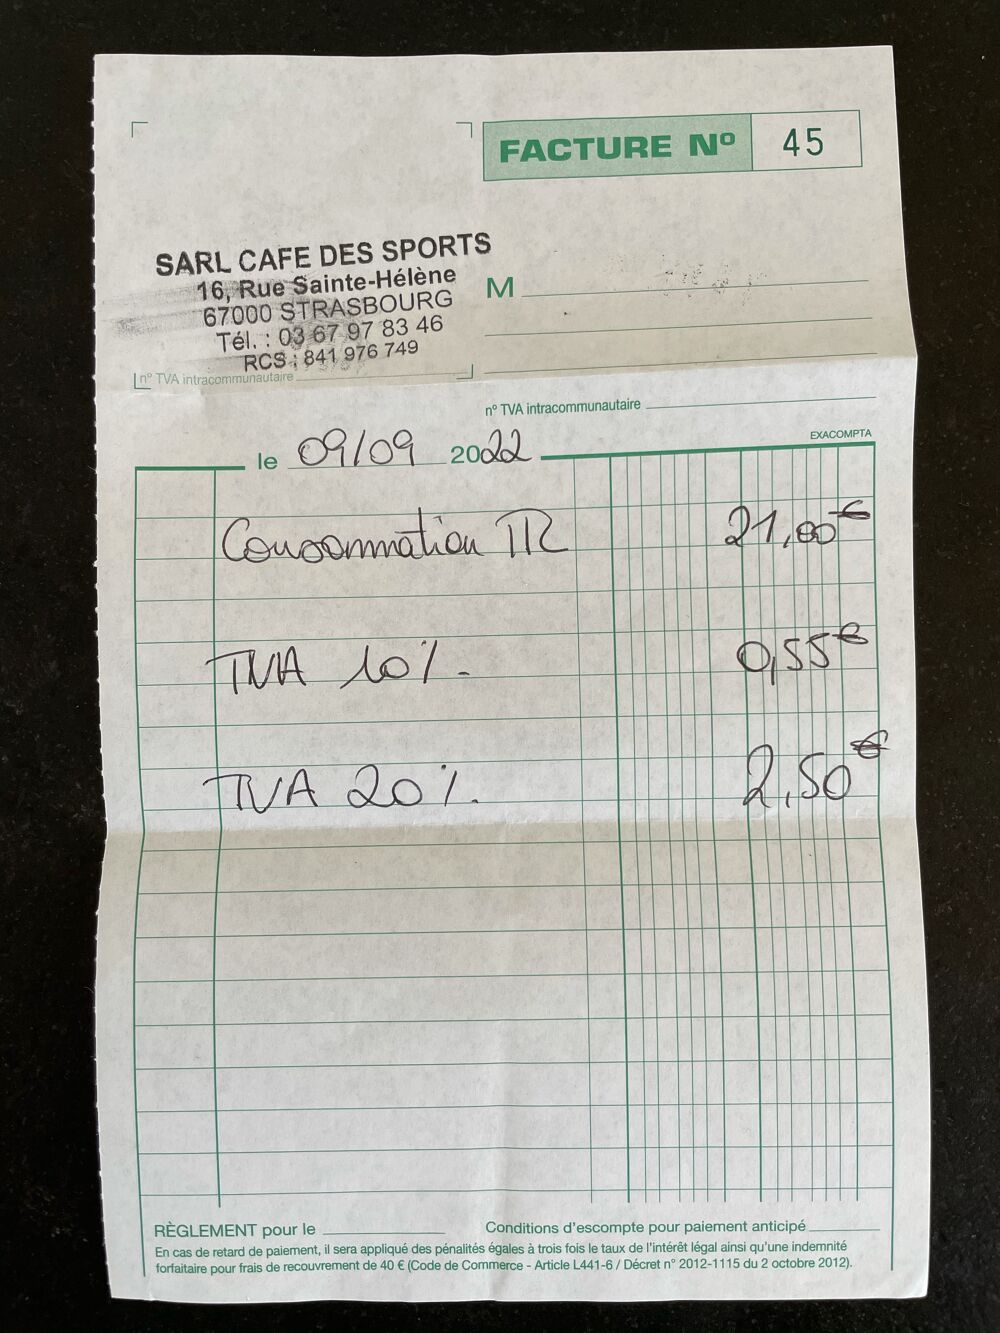 FACTURE Nº 45
SARL CAFE DES SPORTS
16, Rue Sainte-Hélène
67000 STRASBOURG
Tél. : 03 67 97 83 46
RCS : 841 976 749
nº TVA intracommunautaire
M
nº TVA intracommunautaire
EXACOMPTA
le 09/09 2022
Consommation TTC 21,00€
TVA 10%. 0,55€
TVA 20%. 2,50€
RÈGLEMENT pour le
Conditions d'escompte pour paiement anticipé
En cas de retard de paiement, il sera appliqué des pénalités égales à trois fois le taux de l'intérêt légal ainsi qu'une indemnité
forfaitaire pour frais de recouvrement de 40 € (Code de Commerce - Article L441-6 / Décret n° 2012-1115 du 2 octobre 2012).